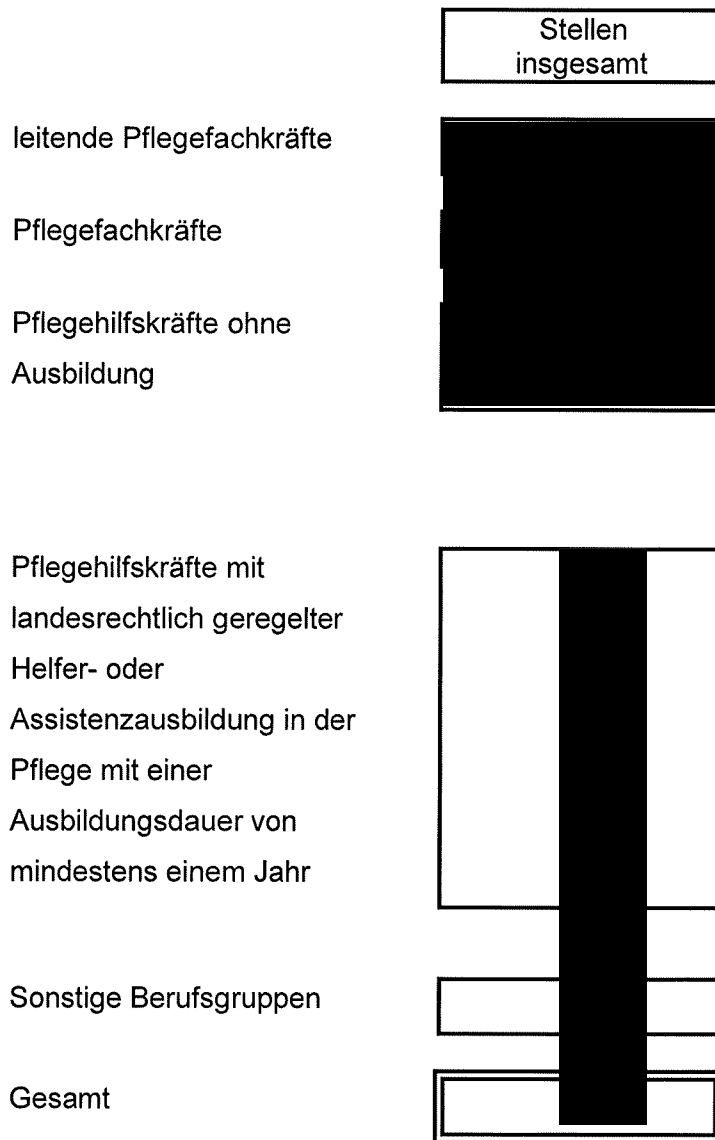 Stellen
insgesamt
leitende Pflegefachkräfte
Pflegefachkräfte
Pflegehilfskräfte ohne
Ausbildung
Pflegehilfskräfte mit
landesrechtlich geregelter
Helfer- oder
Assistenzausbildung in der
Pflege mit einer
Ausbildungsdauer von
mindestens einem Jahr
Sonstige Berufsgruppen
Gesamt